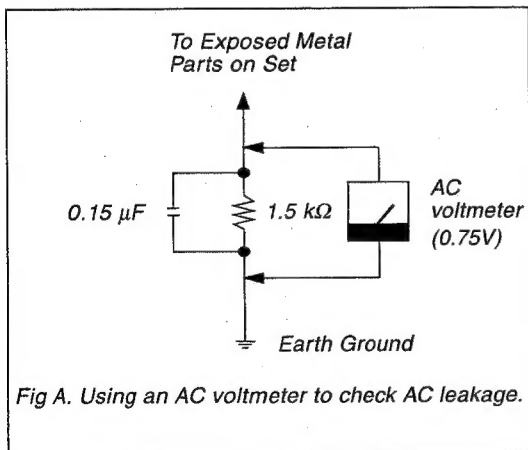 To Exposed Metal
Parts on Set
0.15 μF
1.5 kΩ
AC
voltmeter
(0.75V)
Earth Ground
Fig A. Using an AC voltmeter to check AC leakage.